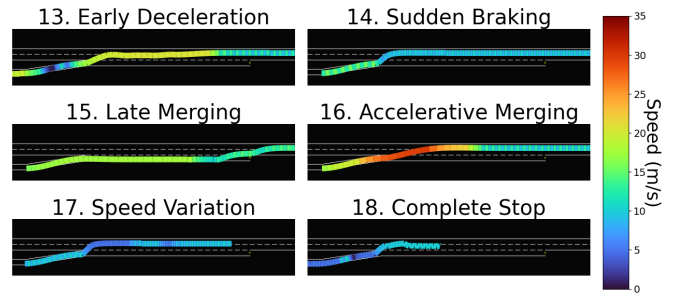 13. Early Deceleration
14. Sudden Braking
15. Late Merging
16. Accelerative Merging
17. Speed Variation
18. Complete Stop
35
30
25
20
15
10
5
0
Speed (m/s)